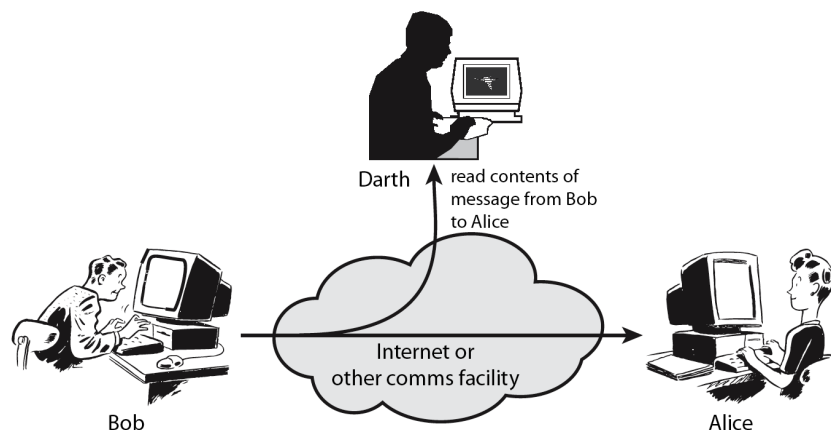 Darth
read contents of
message from Bob
to Alice
Internet or
other comms facility
Bob
Alice